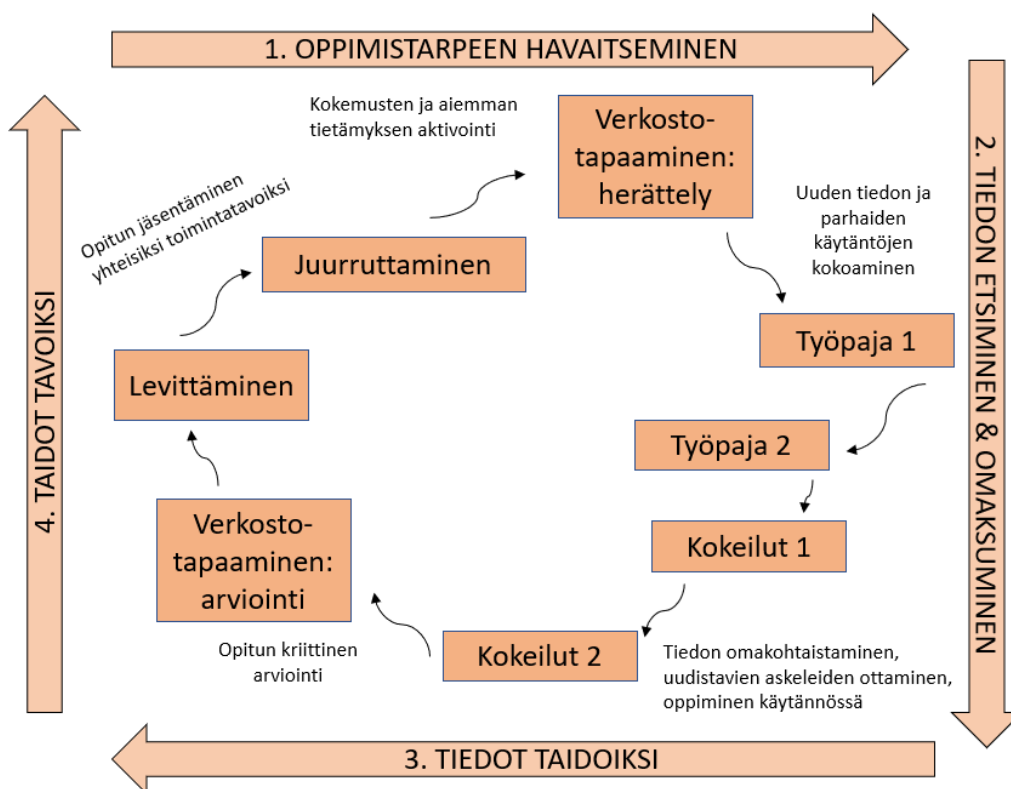 1. OPPIMISTARPEEN HAVAITSEMINEN
Kokemusten ja aiemman
tietämyksen aktivointi
Verkosto-
tapaaminen:
herättely
2. TIEDON ETSIMINEN & OMAKSUMINEN
Uuden tiedon ja
parhaiden
käytäntöjen
kokoaminen
Työpaja 1
Työpaja 2
Kokeilut 1
Tiedon omakohtaistaminen,
uudistavien askeleiden ottaminen,
oppiminen käytännössä
Kokeilut 2
3. TIEDOT TAIDOIKSI
Opitun kriittinen
arviointi
Verkosto-
tapaaminen:
arviointi
Levittäminen
4. TAIDOT TAVOIKSI
Opitun jäsentäminen
yhteisiksi toimintatavoiksi
Juurruttaminen